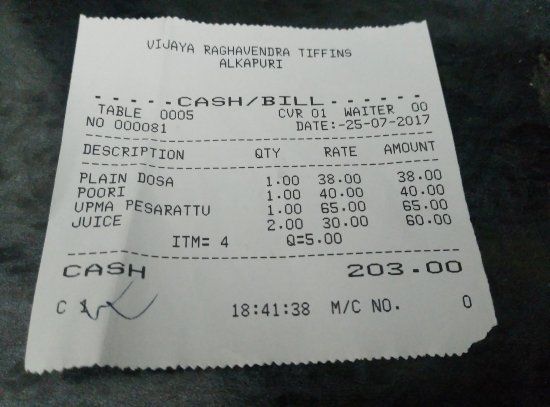 VIJAYA RAGHAVENDRA TIFFINS
ALKAPURI
- - - - -CASH/BILL- - - - - -
TABLE 0005 CVR 01 WAITER 00
NO 000081 DATE:-25-07-2017
DESCRIPTION QTY RATE AMOUNT
PLAIN DOSA 1.00 38.00 38.00
POORI 1.00 40.00 40.00
UPMA PESARATTU 1.00 65.00 65.00
JUICE 2.00 30.00 60.00
ITM= 4 Q=5.00
CASH 203.00
C 18:41:38 M/C NO. 0